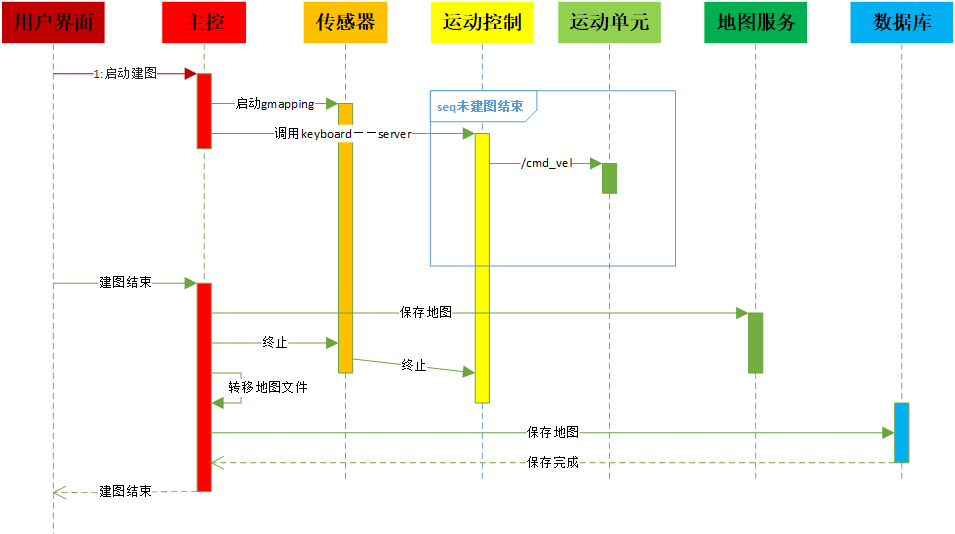 用户界面
主控
传感器
运动控制
运动单元
地图服务
数据库
1:启动建图
启动gmapping
seq未建图结束
调用keyboard——server
/cmd_vel
建图结束
保存地图
终止
终止
转移地图文件
保存地图
保存完成
建图结束